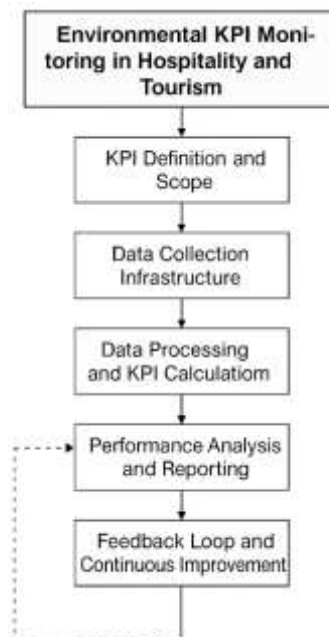 Environmental KPI Moni-
toring in Hospitality and
Tourism
KPI Definition and
Scope
Data Collection
Infrastructure
Data Processing
and KPI Calculatiom
Performance Analysis
and Reporting
Feedback Loop and
Continuous Improvement